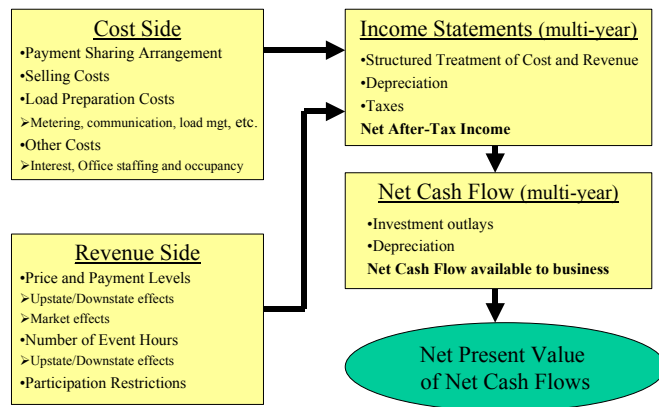 Cost Side
•Payment Sharing Arrangement
•Selling Costs
•Load Preparation Costs
➢Metering, communication, load mgt, etc.
•Other Costs
➢Interest, Office staffing and occupancy
Revenue Side
•Price and Payment Levels
➢Upstate/Downstate effects
➢Market effects
•Number of Event Hours
➢Upstate/Downstate effects
•Participation Restrictions
Income Statements (multi-year)
•Structured Treatment of Cost and Revenue
•Depreciation
•Taxes
Net After-Tax Income
Net Cash Flow (multi-year)
•Investment outlays
•Depreciation
Net Cash Flow available to business
Net Present Value
of Net Cash Flows